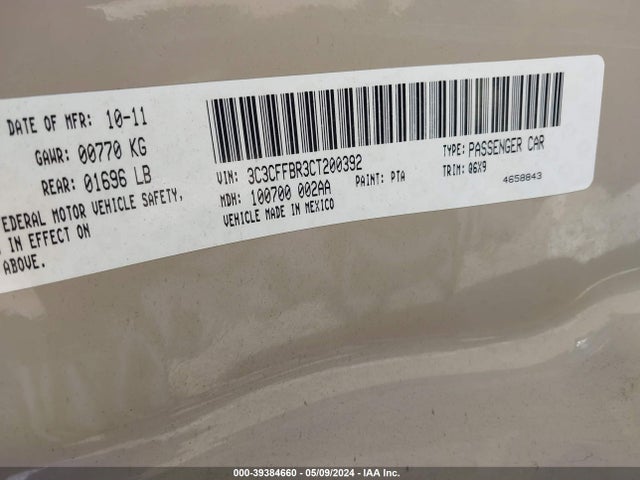 DATE OF MFR: 10-11
GAWR: 00770 KG
REAR: 01696 LB
FEDERAL MOTOR VEHICLE SAFETY,
IN EFFECT ON
ABOVE.
VIN: 3C3CFFBR3CT200392
TYPE: PASSENGER CAR
MDH: 100700 002AA
PAINT: PTA
TRIM: Q6X9
VEHICLE MADE IN MEXICO
4658843
000-39384660 - 05/09/2024 - IAA Inc.